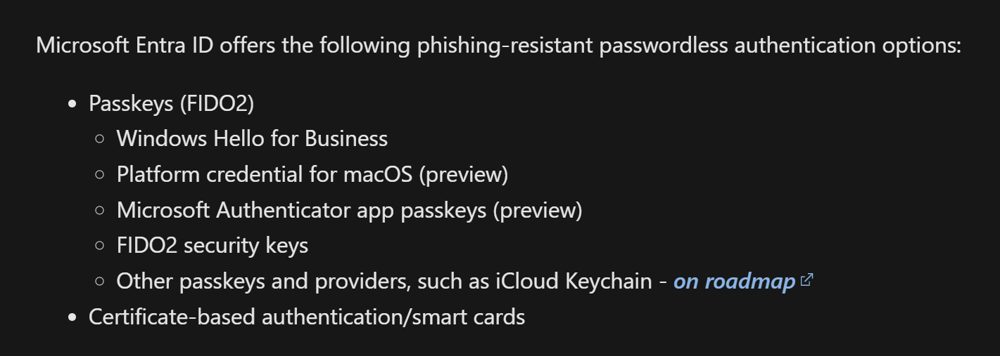 Microsoft Entra ID offers the following phishing-resistant passwordless authentication options:
• Passkeys (FIDO2)
○ Windows Hello for Business
○ Platform credential for macOS (preview)
○ Microsoft Authenticator app passkeys (preview)
○ FIDO2 security keys
○ Other passkeys and providers, such as iCloud Keychain - on roadmap
• Certificate-based authentication/smart cards